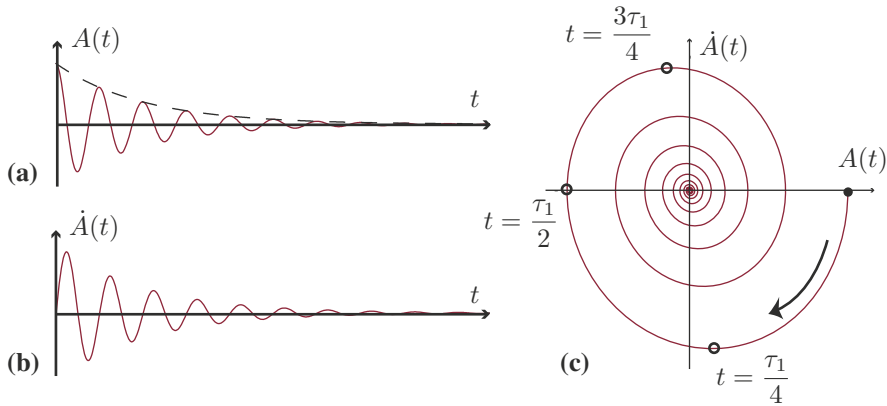 A(t)
t
(a)
Ȧ(t)
t
(b)
t = 3τ₁/4
Ȧ(t)
A(t)
t = τ₁/2
t = τ₁/4
(c)